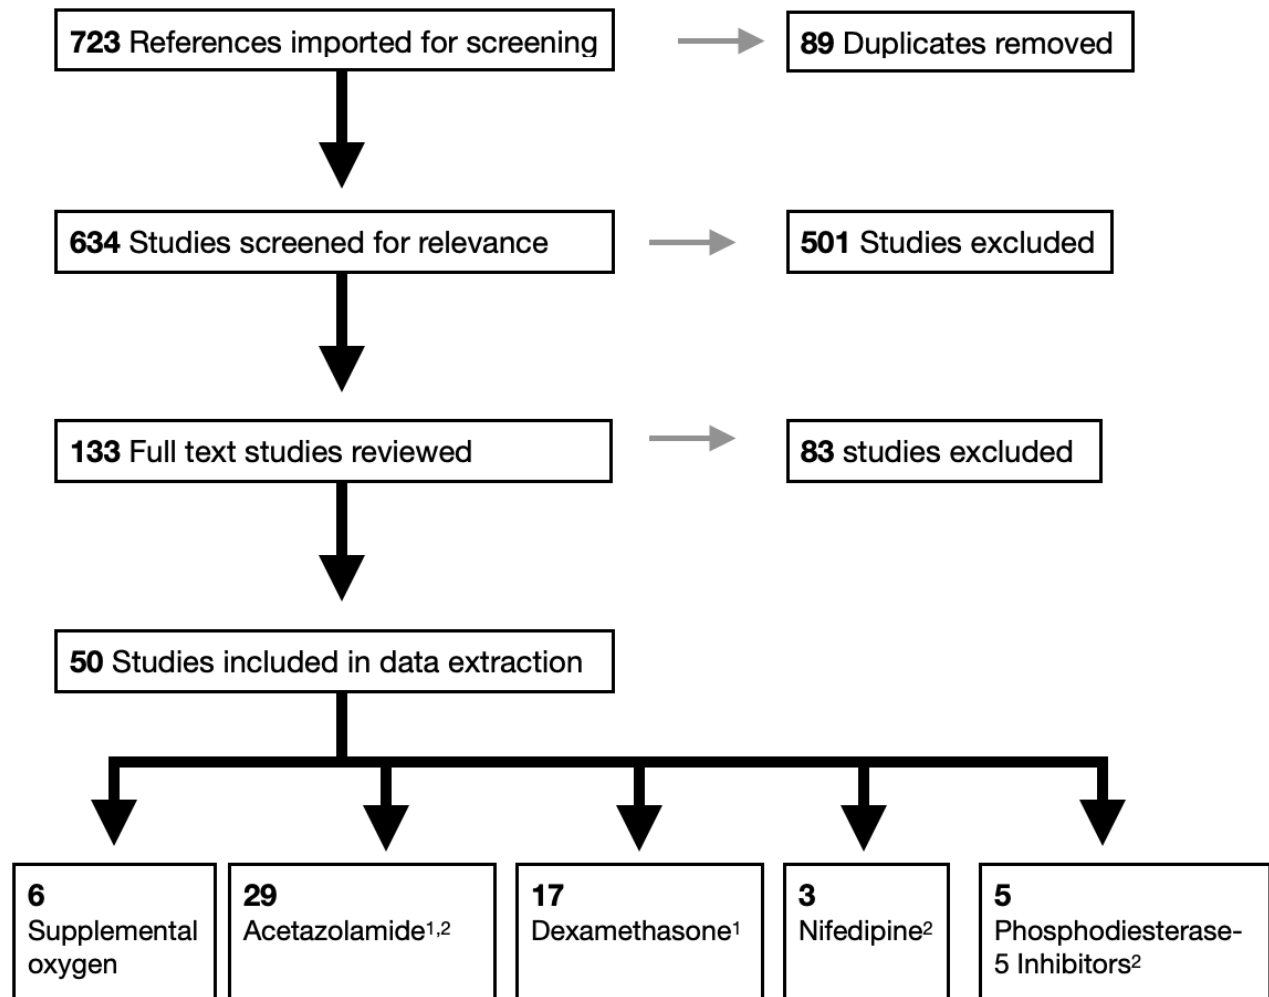 723 References imported for screening
89 Duplicates removed
634 Studies screened for relevance
501 Studies excluded
133 Full text studies reviewed
83 studies excluded
50 Studies included in data extraction
6
Supplemental
oxygen
29
Acetazolamide1,2
17
Dexamethasone1
3
Nifedipine2
5
Phosphodiesterase-
5 Inhibitors2